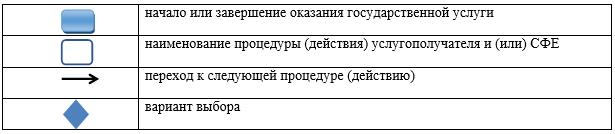 начало или завершение оказания государственной услуги
наименование процедуры (действия) услугополучателя и (или) СФЕ
переход к следующей процедуре (действию)
вариант выбора